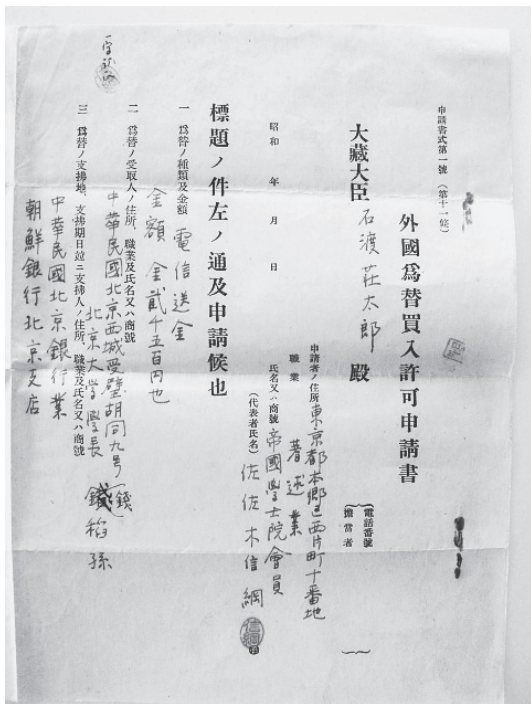 申請書式第一號 (第十一條)
外國爲替買入許可申請書
大藏大臣 石渡莊太郎 殿
電話番號
擔當者
昭和 年 月 日
申請者ノ住所 東京都本郷区西片町十番地
職業 著述業
帝國學士院會員
氏名又ハ商號
(代表者氏名) 佐佐木信綱
信綱
標題ノ件左ノ通及申請候也
一 爲替ノ種類及金額 電信送金
金額 金貳千五百円也
二 爲替ノ受取人ノ住所、職業及氏名又ハ商號
中華民國北京西城受璧胡同九号
北京大学學長 錢稻孫
錢
三 爲替ノ支拂地、支拂期日竝ニ支拂人ノ住所、職業及氏名又ハ商號
中華民國北京銀行業
朝鮮銀行北京支店